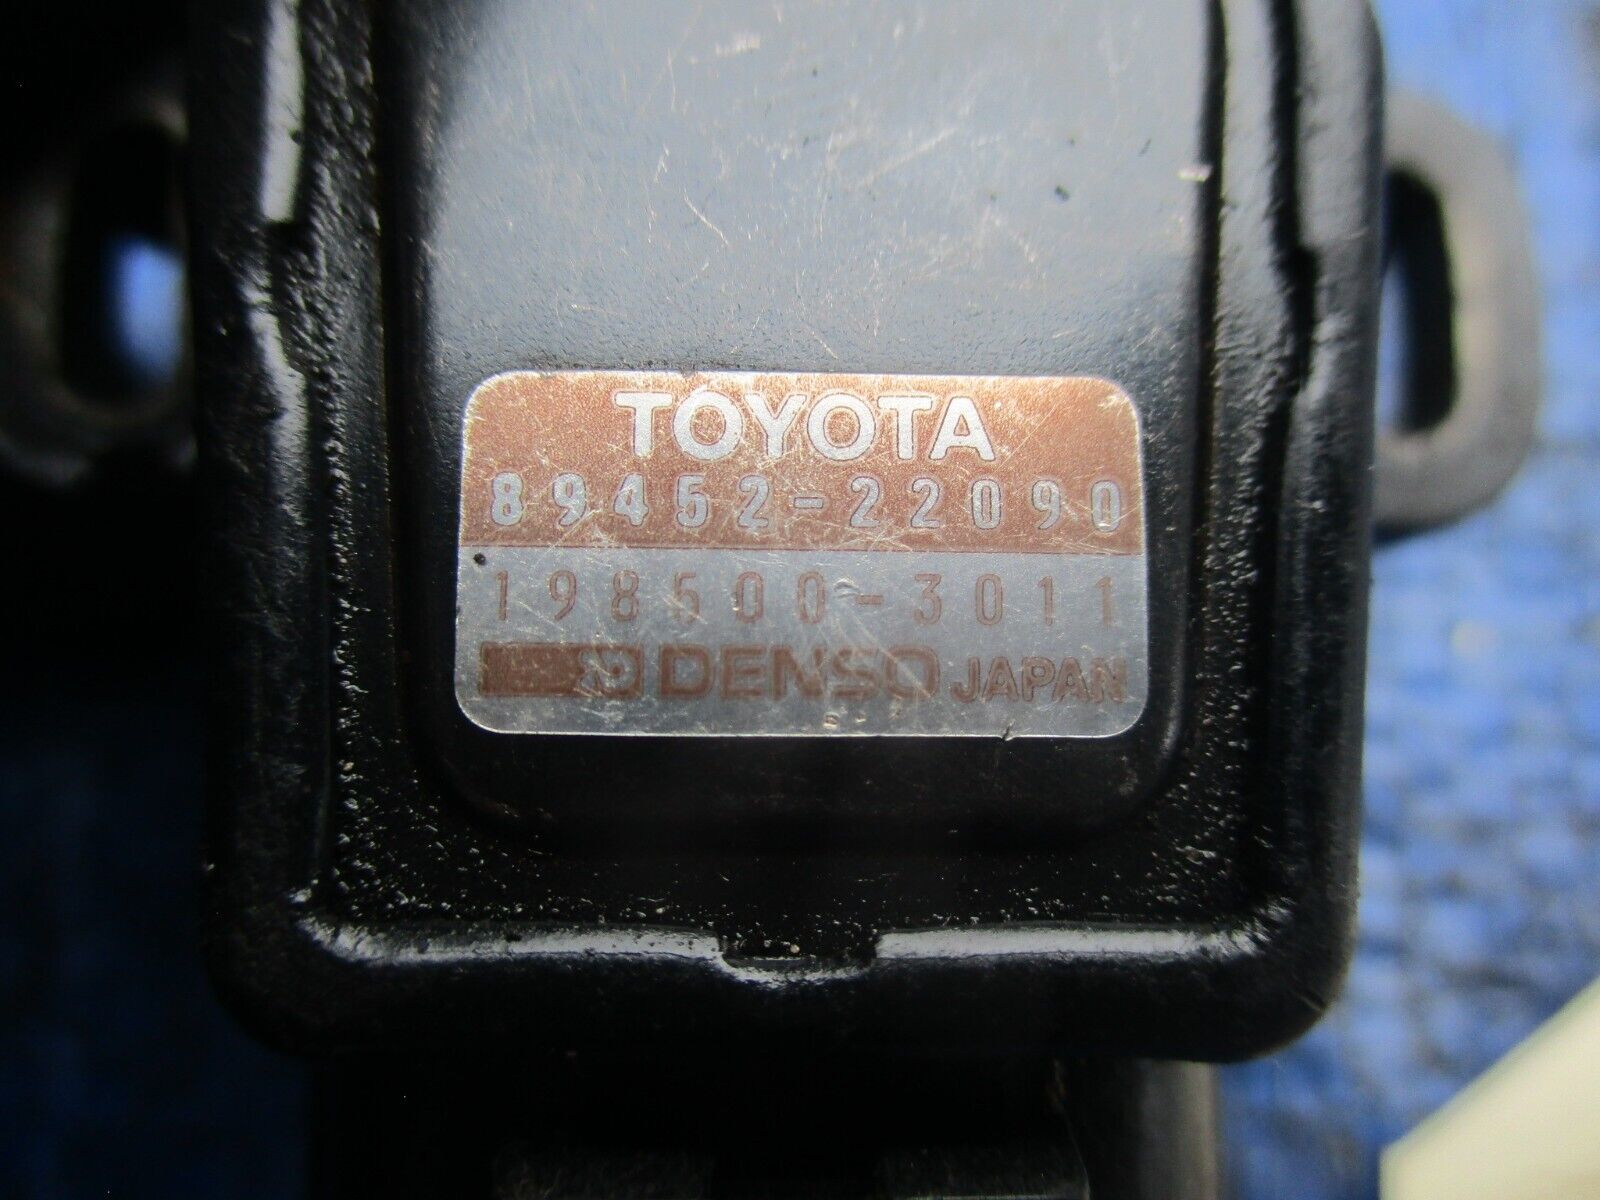 TOYOTA
89452-22090
198500-3011
DENSO JAPAN